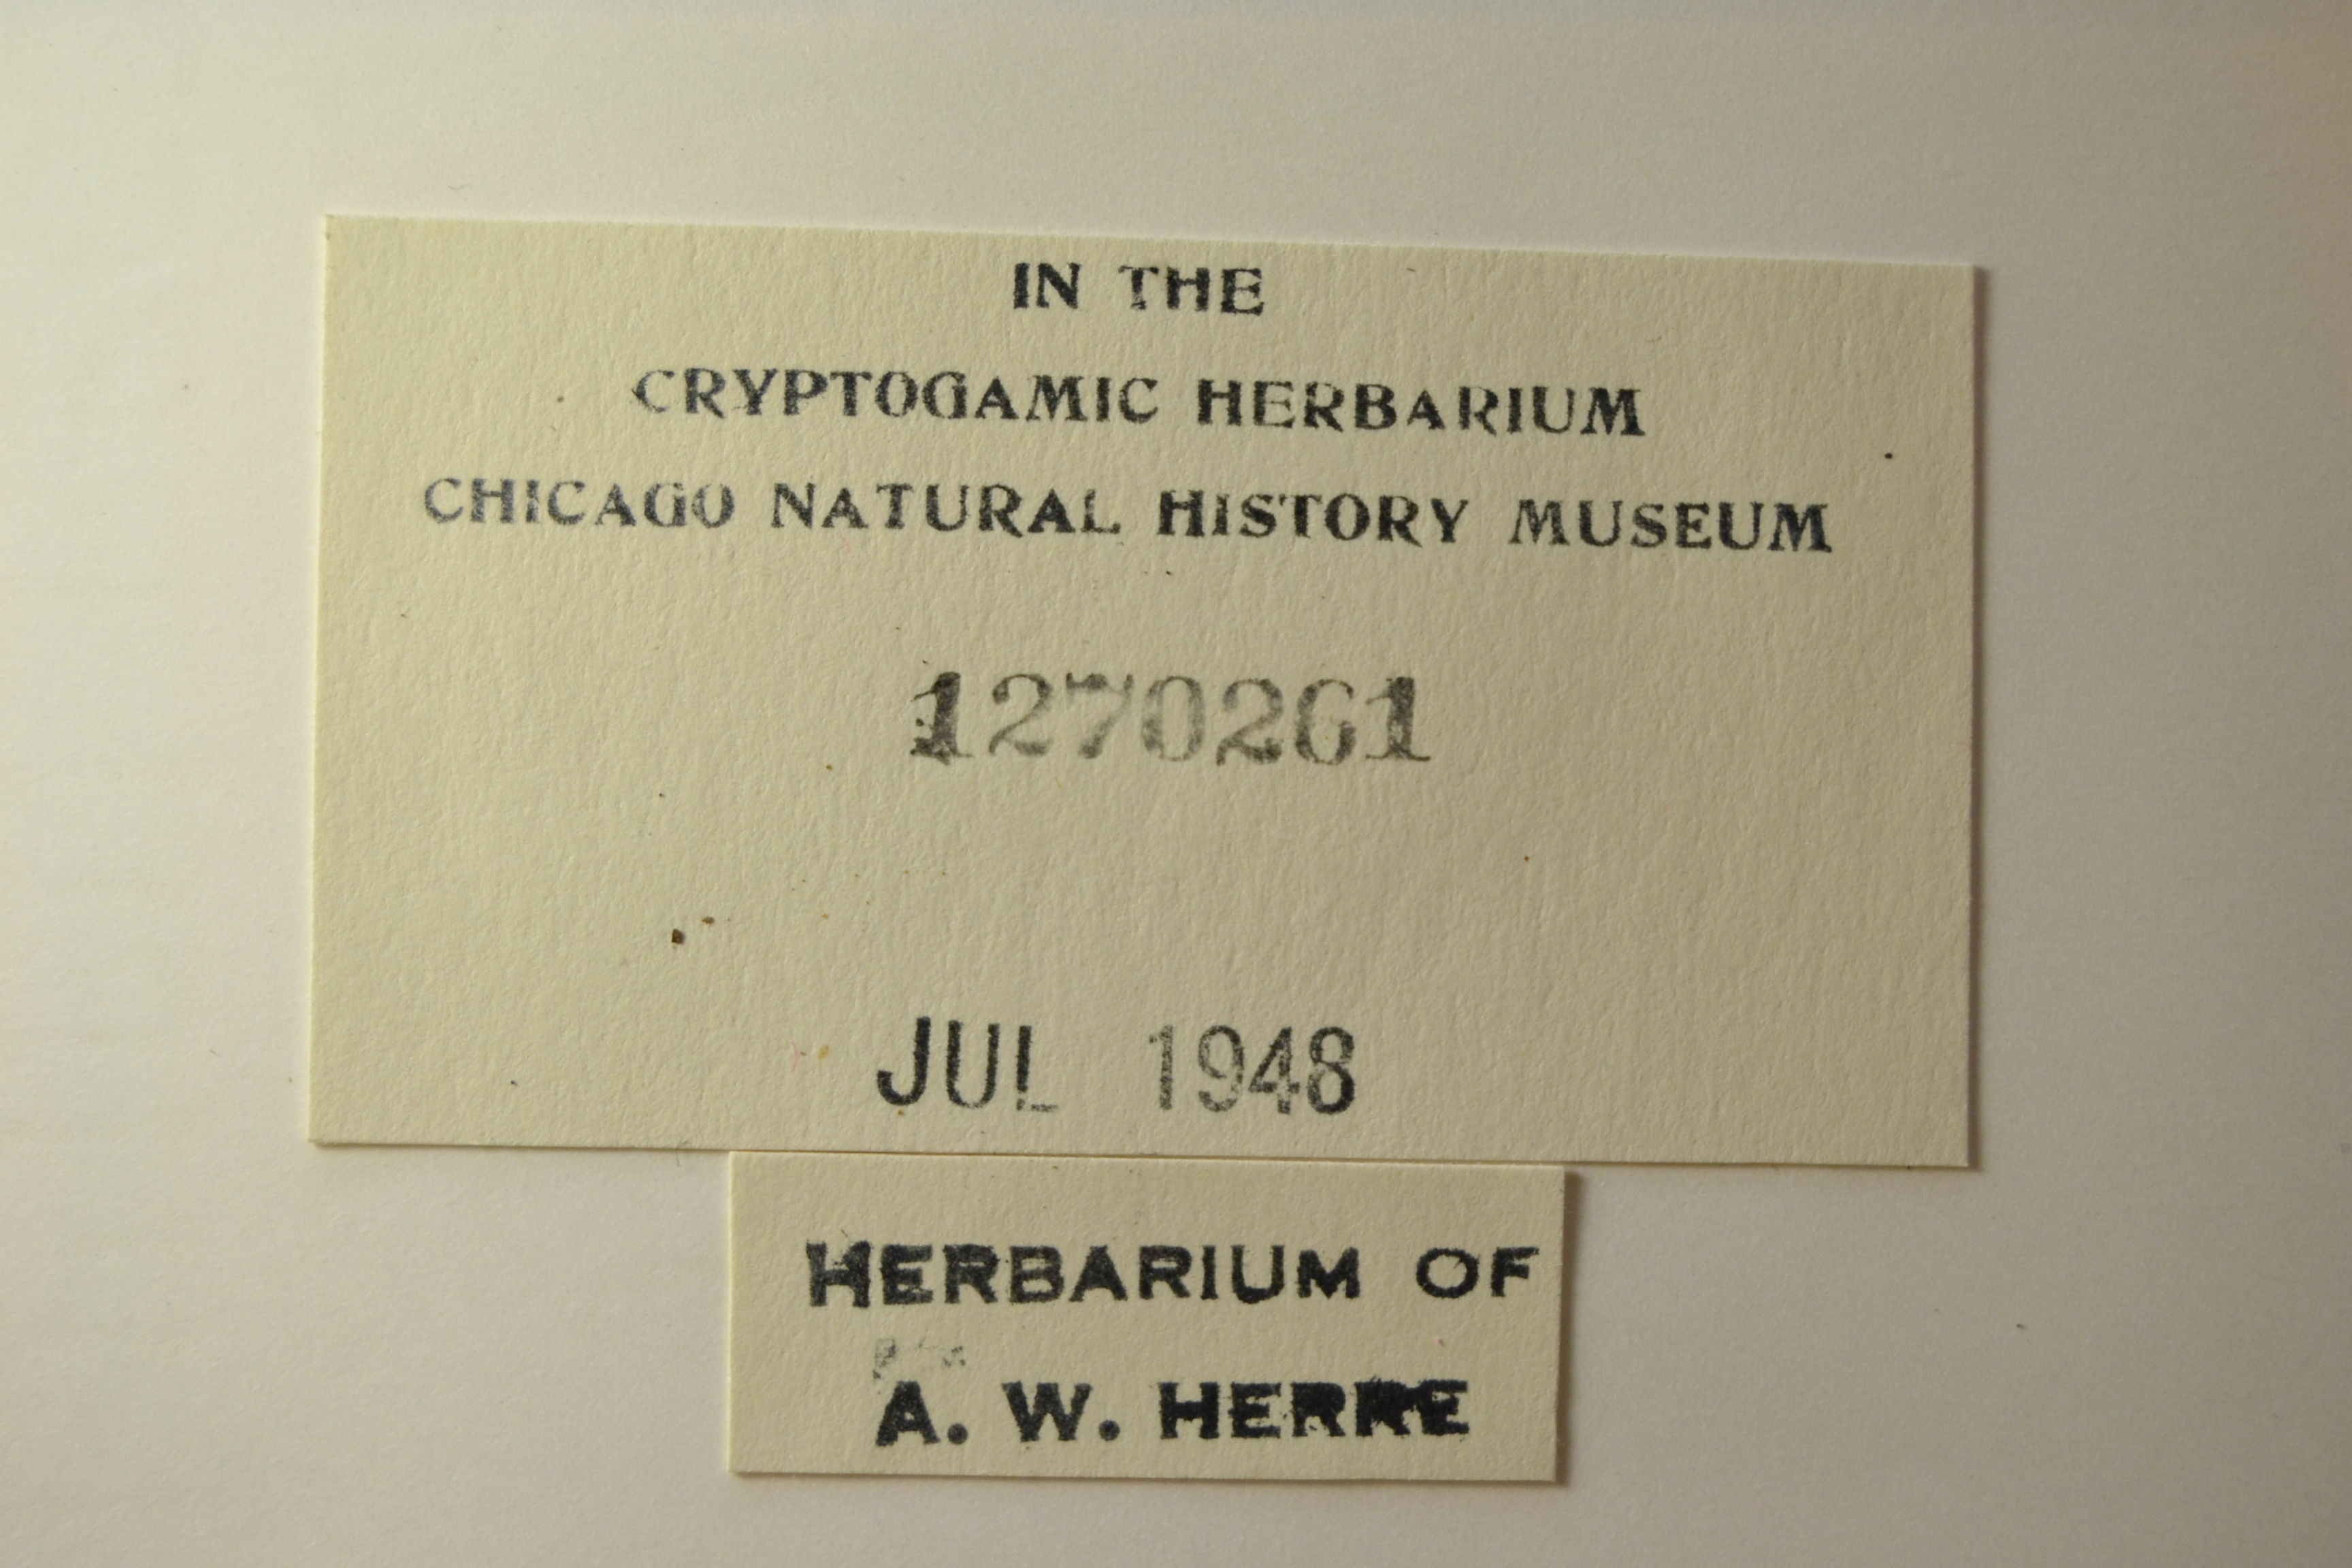 IN THE
CRYPTOGAMIC HERBARIUM
CHICAGO NATURAL HISTORY MUSEUM
1270261
JUL 1948
HERBARIUM OF
A. W. HERRE